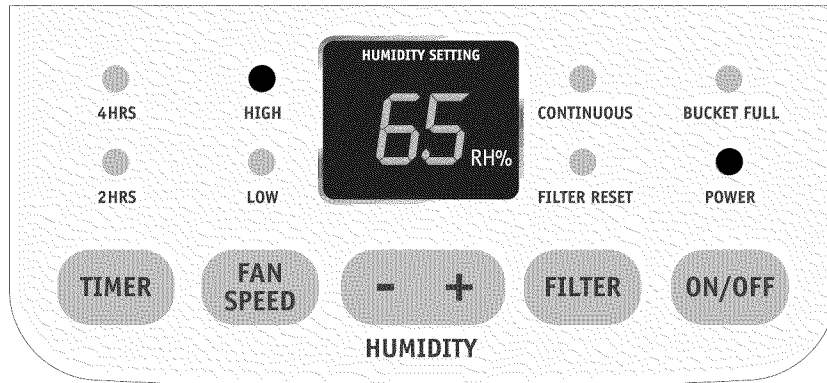 HUMIDITY SETTING
65 RH%
4HRS
HIGH
CONTINUOUS
BUCKET FULL
2HRS
LOW
FILTER RESET
POWER
TIMER
FAN
SPEED
- +
FILTER
ON/OFF
HUMIDITY